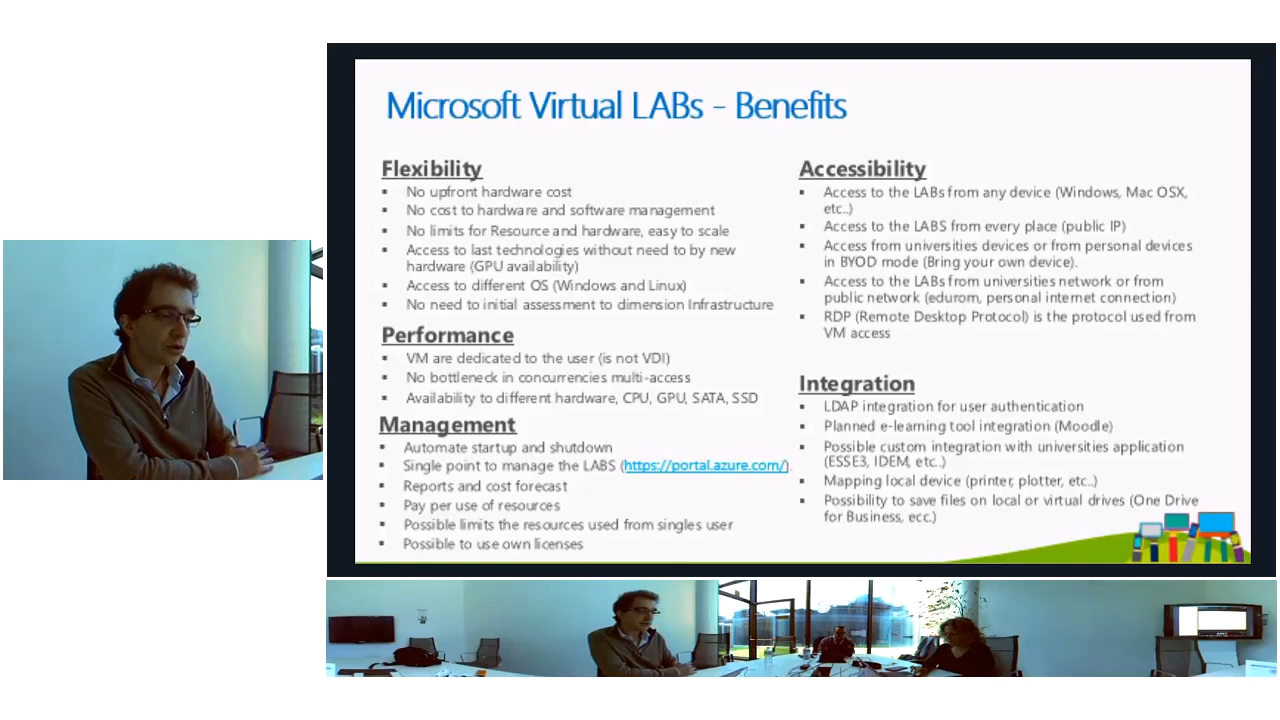 Microsoft Virtual LABs - Benefits
Flexibility
▪ No upfront hardware cost
▪ No cost to hardware and software management
▪ No limits for Resource and hardware, easy to scale
▪ Access to last technologies without need to by new
hardware (GPU availability)
▪ Access to different OS (Windows and Linux)
▪ No need to initial assessment to dimension Infrastructure
Performance
▪ VM are dedicated to the user (is not VDI)
▪ No bottleneck in concurrencies multi-access
▪ Availability to different hardware, CPU, GPU, SATA, SSD
Management
▪ Automate startup and shutdown
▪ Single point to manage the LABS (https://portal.azure.com/).
▪ Reports and cost forecast
▪ Pay per use of resources
▪ Possible limits the resources used from singles user
▪ Possible to use own licenses
Accessibility
▪ Access to the LABs from any device (Windows, Mac OSX,
etc..)
▪ Access to the LABS from every place (public IP)
▪ Access from universities devices or from personal devices
in BYOD mode (Bring your own device).
▪ Access to the LABs from universities network or from
public network (edurom, personal internet connection)
▪ RDP (Remote Desktop Protocol) is the protocol used from
VM access
Integration
▪ LDAP integration for user authentication
▪ Planned e-learning tool integration (Moodle)
▪ Possible custom integration with universities application
(ESSE3, IDEM, etc..)
▪ Mapping local device (printer, plotter, etc..)
▪ Possibility to save files on local or virtual drives (One Drive
for Business, ecc.)